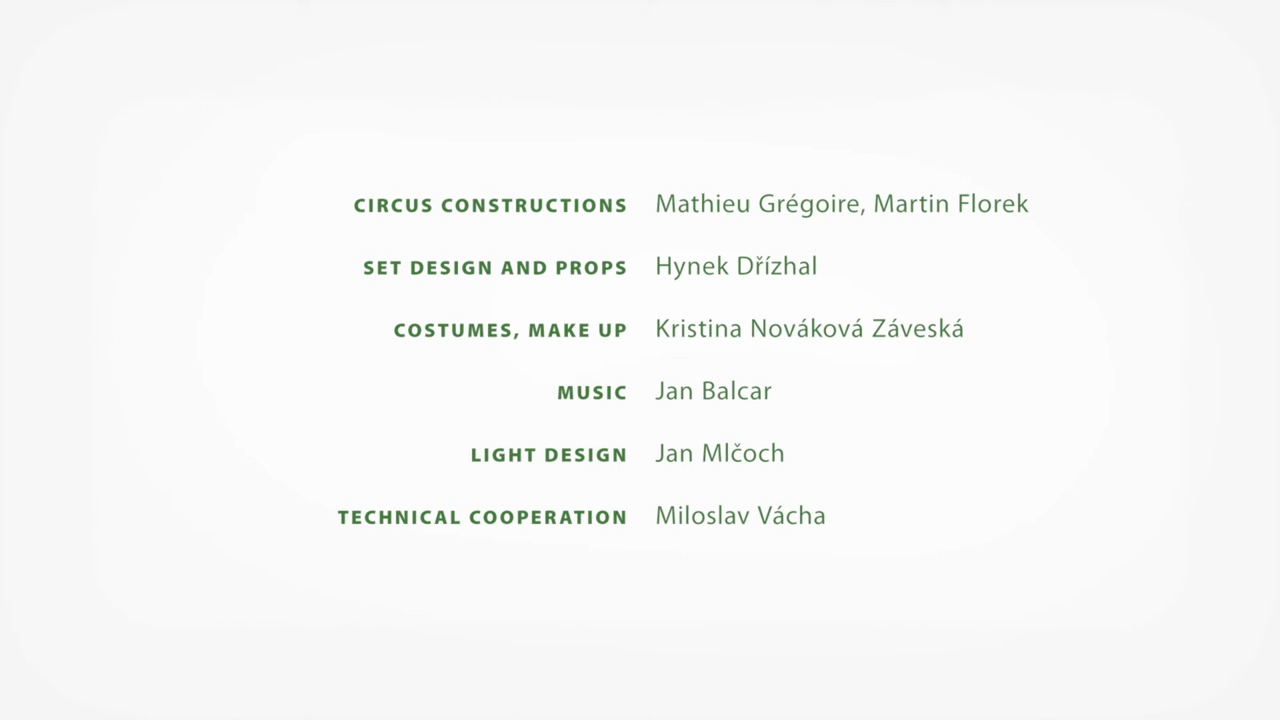 CIRCUS CONSTRUCTIONS Mathieu Grégoire, Martin Florek
SET DESIGN AND PROPS Hynek Dřízhal
COSTUMES, MAKE UP Kristina Nováková Záveská
MUSIC Jan Balcar
LIGHT DESIGN Jan Mlčoch
TECHNICAL COOPERATION Miloslav Vácha